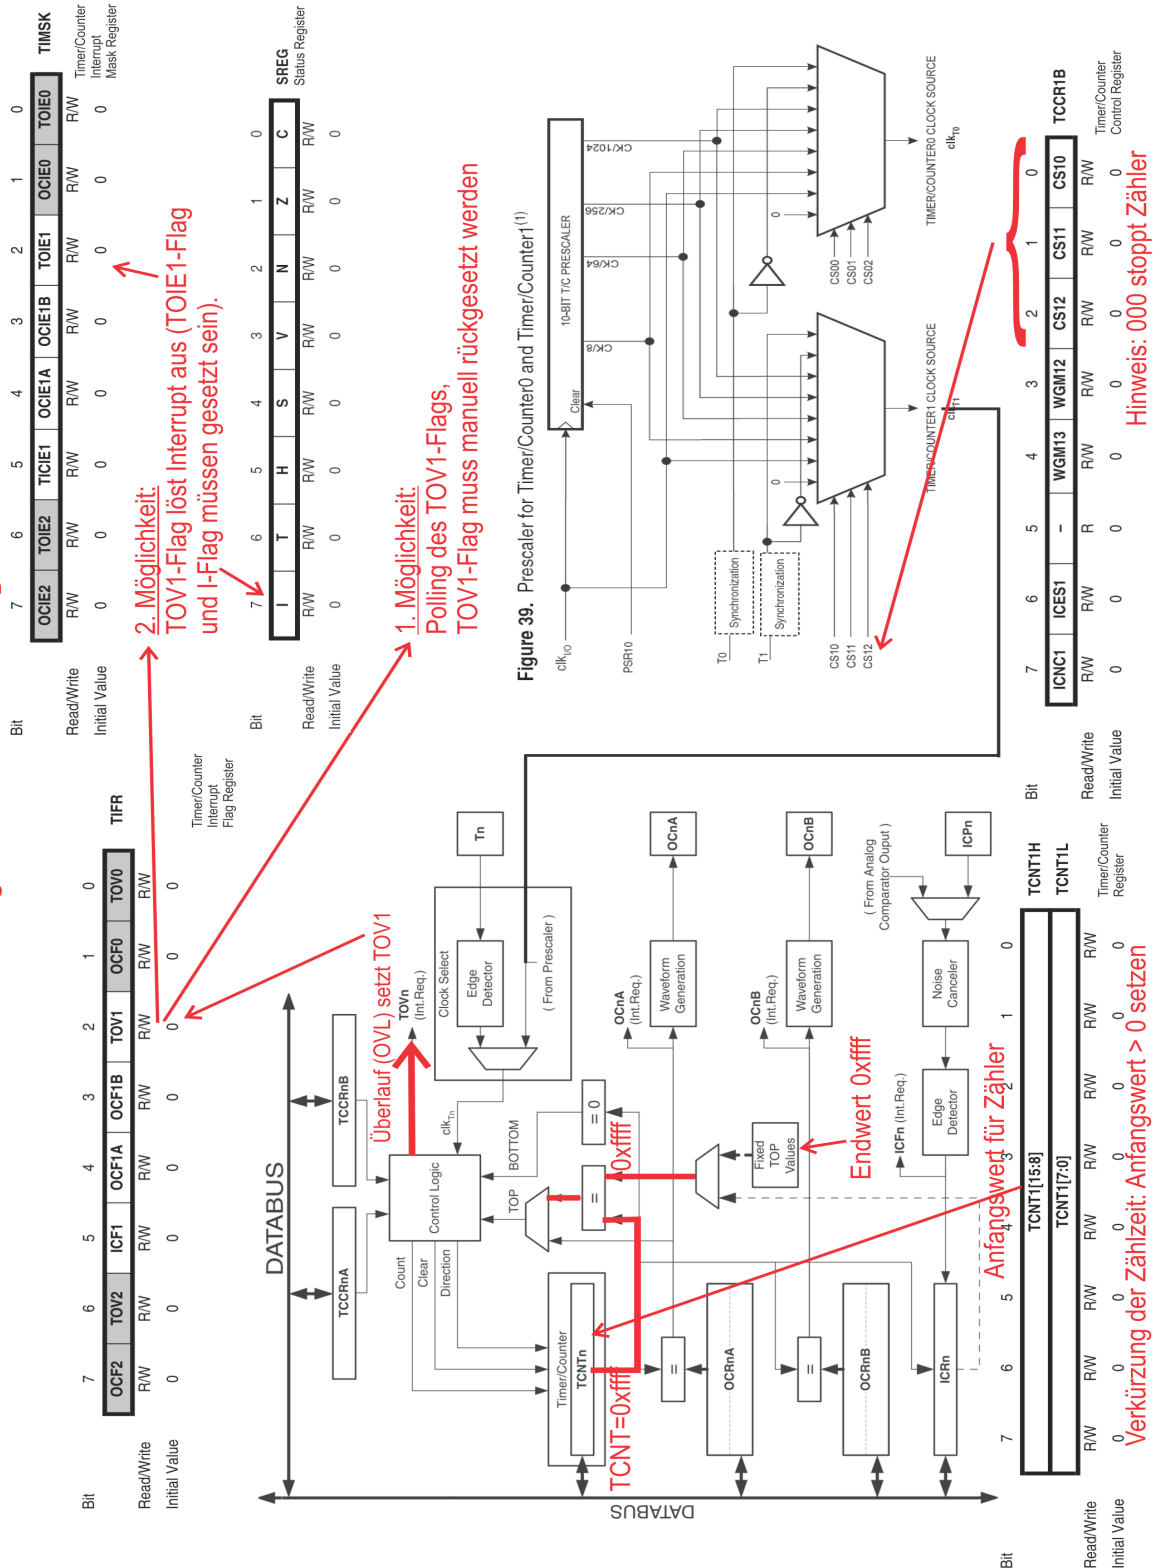 Bit
7 6 5 4 3 2 1 0
OCF2 TOV2 ICF1 OCF1A OCF1B TOV1 OCF0 TOV0 TIFR
Read/Write R/W R/W R/W R/W R/W R/W R/W R/W
Initial Value 0 0 0 0 0 0 0 0
Timer/Counter
Interrupt
Flag Register
Bit
7 6 5 4 3 2 1 0
OCIE2 TOIE2 TICIE1 OCIE1A OCIE1B TOIE1 OCIE0 TOIE0 TIMSK
Read/Write R/W R/W R/W R/W R/W R/W R/W R/W
Initial Value 0 0 0 0 0 0 0 0
Timer/Counter
Interrupt
Mask Register
2. Möglichkeit:
TOV1-Flag löst Interrupt aus (TOIE1-Flag
und I-Flag müssen gesetzt sein).
Bit
7 6 5 4 3 2 1 0
I T H S V N Z C SREG
Status Register
Read/Write R/W R/W R/W R/W R/W R/W R/W R/W
Initial Value 0 0 0 0 0 0 0 0
1. Möglichkeit:
Polling des TOV1-Flags,
TOV1-Flag muss manuell rückgesetzt werden
DATABUS
DATABUS
TCCRnA
TCCRnB
Überlauf (OVL) setzt TOV1
Count
Clear
Direction
Control Logic
TOVn
(Int.Req.)
clkTn
Clock Select
Edge
Detector
Tn
( From Prescaler )
TOP
BOTTOM
Timer/Counter
TCNTn
=
= 0
TCNT=0xffff
0xffff
=
OCRnA
OCnA
(Int.Req.)
Waveform
Generation
OCnA
Fixed
TOP
Values
Endwert 0xffff
=
OCRnB
OCnB
(Int.Req.)
Waveform
Generation
OCnB
( From Analog
Comparator Ouput )
ICRn
ICFn (Int.Req.)
Edge
Detector
Noise
Canceler
ICPn
Anfangswert für Zähler
Bit
7 6 5 4 3 2 1 0
TCNT1[15:8] TCNT1H
TCNT1[7:0] TCNT1L
Read/Write R/W R/W R/W R/W R/W R/W R/W R/W
Initial Value 0 0 0 0 0 0 0 0
Timer/Counter
Register
Verkürzung der Zählzeit: Anfangswert > 0 setzen
Figure 39. Prescaler for Timer/Counter0 and Timer/Counter1(1)
clkI/O
10-BIT T/C PRESCALER
Clear
PSR10
CK/8
CK/64
CK/256
CK/1024
T0
Synchronization
T1
Synchronization
0
0
CS10
CS11
CS12
CS10
CS11
CS12
CS00
CS01
CS02
TIMER/COUNTER1 CLOCK SOURCE
clkT1
TIMER/COUNTER0 CLOCK SOURCE
clkT0
Bit
7 6 5 4 3 2 1 0
ICNC1 ICES1 – WGM13 WGM12 CS12 CS11 CS10 TCCR1B
Read/Write R/W R/W R R/W R/W R/W R/W R/W
Initial Value 0 0 0 0 0 0 0 0
Timer/Counter
Control Register
Hinweis: 000 stoppt Zähler